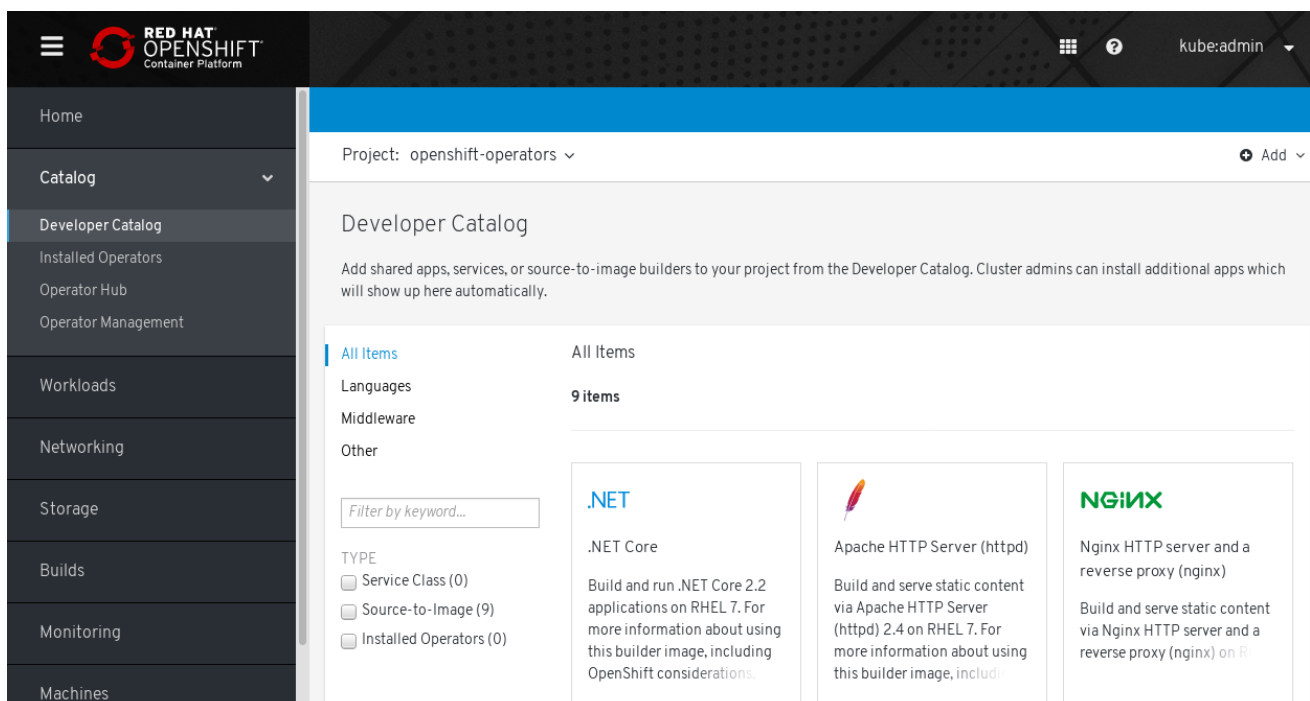 RED HAT
OPENSHIFT
Container Platform
kube:admin
Home
Catalog
Developer Catalog
Installed Operators
Operator Hub
Operator Management
Workloads
Networking
Storage
Builds
Monitoring
Machines
Project: openshift-operators
Add
Developer Catalog
Add shared apps, services, or source-to-image builders to your project from the Developer Catalog. Cluster admins can install additional apps which
will show up here automatically.
All Items
Languages
Middleware
Other
Filter by keyword...
TYPE
Service Class (0)
Source-to-Image (9)
Installed Operators (0)
All Items
9 items
.NET
.NET Core
Build and run .NET Core 2.2
applications on RHEL 7. For
more information about using
this builder image, including
OpenShift considerations,
Apache HTTP Server (httpd)
Build and serve static content
via Apache HTTP Server
(httpd) 2.4 on RHEL 7. For
more information about using
this builder image,
NGINX
Nginx HTTP server and a
reverse proxy (nginx)
Build and serve static content
via Nginx HTTP server and a
reverse proxy (nginx) on